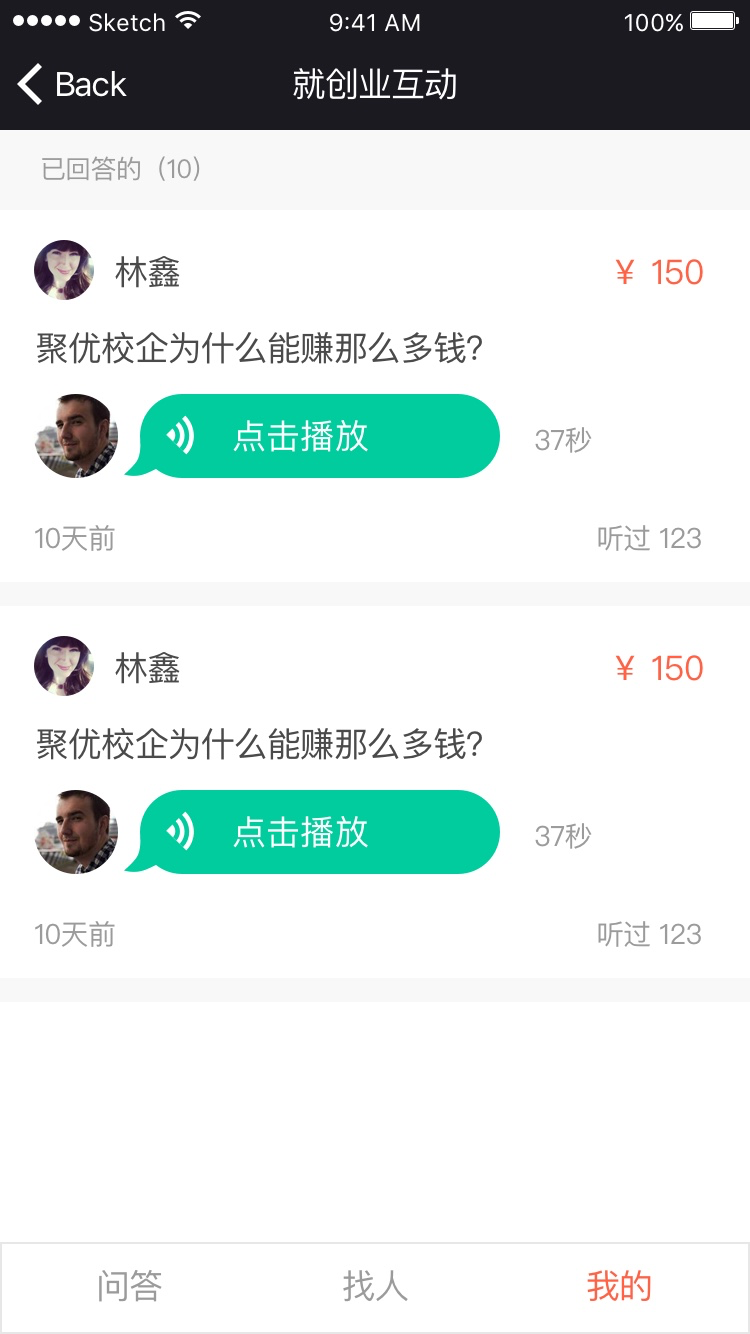 Sketch 9:41 AM 100%
Back 就创业互动
已回答的（10）
林鑫 ¥ 150
聚优校企为什么能赚那么多钱?
点击播放 37秒
10天前 听过 123
林鑫 ¥ 150
聚优校企为什么能赚那么多钱?
点击播放 37秒
10天前 听过 123
问答 找人 我的